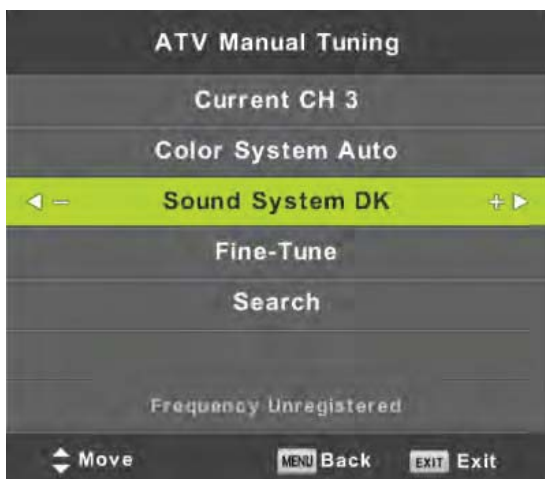 ATV Manual Tuning
Current CH 3
Color System Auto
Sound System DK
Fine-Tune
Search
Frequency Unregistered
Move MENU Back EXIT Exit